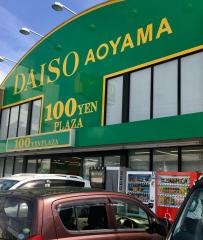 DAISO AOYAMA
100 YEN
PLAZA
100 YEN PLAZA